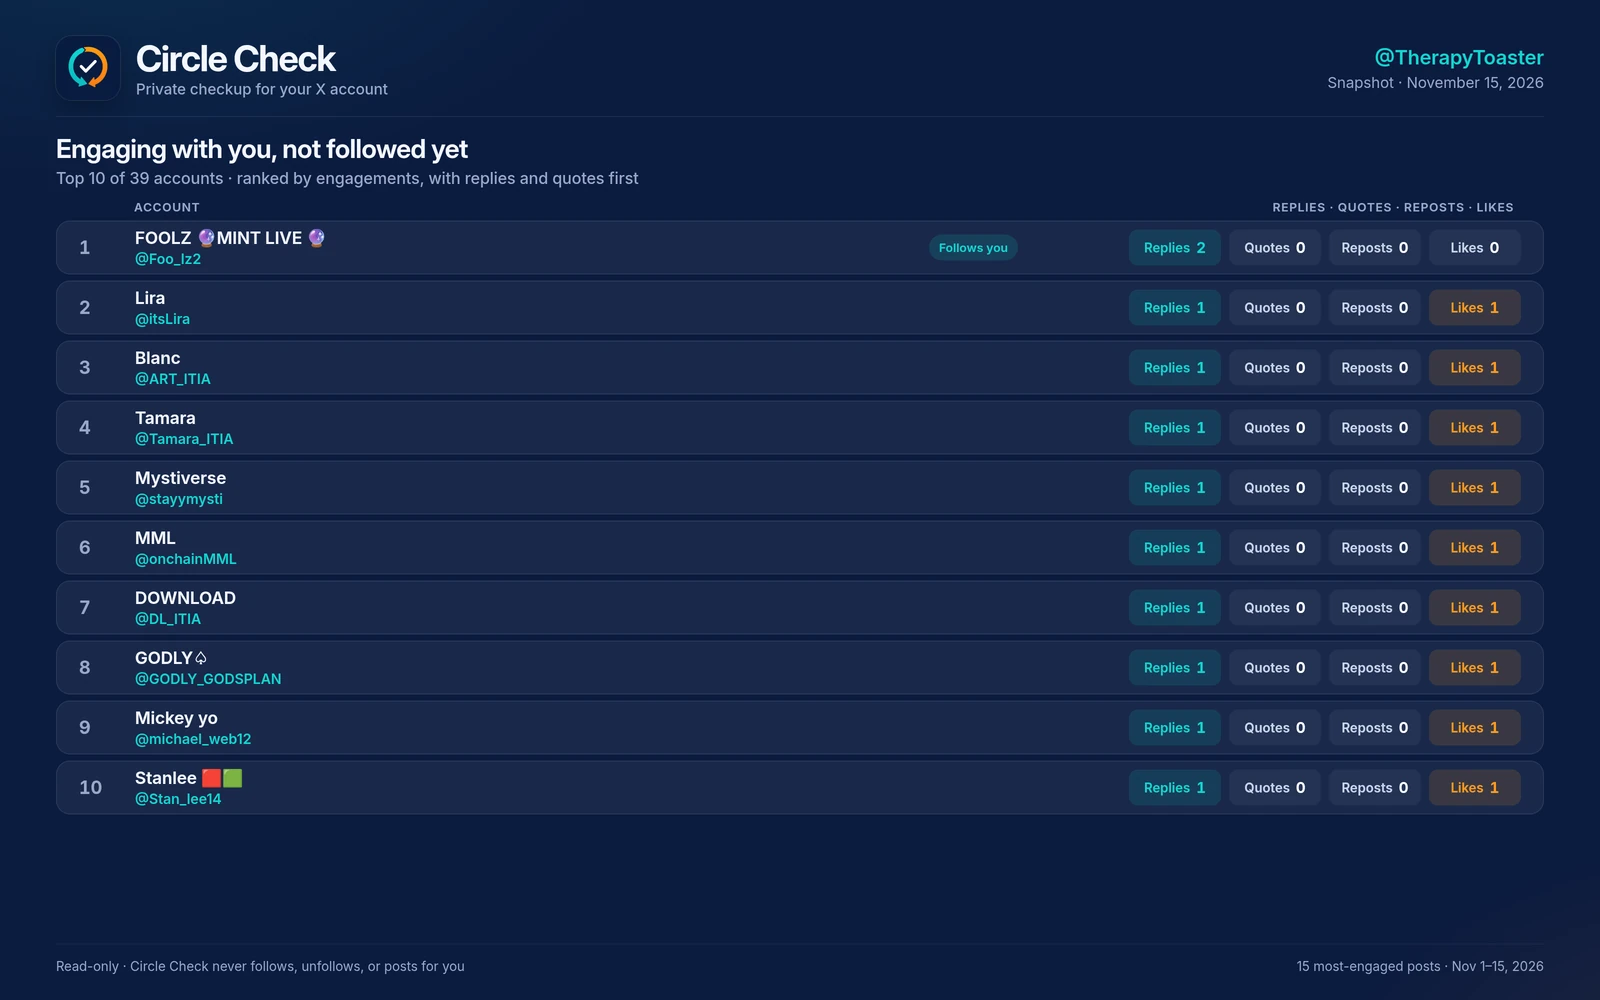 Circle Check
Private checkup for your X account
@TherapyToaster
Snapshot · November 15, 2026
Engaging with you, not followed yet
Top 10 of 39 accounts · ranked by engagements, with replies and quotes first
ACCOUNT REPLIES · QUOTES · REPOSTS · LIKES
1 FOOLZ 🔮MINT LIVE 🔮 Follows you Replies 2 Quotes 0 Reposts 0 Likes 0
@Foo_lz2
2 Lira Replies 1 Quotes 0 Reposts 0 Likes 1
@itsLira
3 Blanc Replies 1 Quotes 0 Reposts 0 Likes 1
@ART_ITIA
4 Tamara Replies 1 Quotes 0 Reposts 0 Likes 1
@Tamara_ITIA
5 Mystiverse Replies 1 Quotes 0 Reposts 0 Likes 1
@stayymysti
6 MML Replies 1 Quotes 0 Reposts 0 Likes 1
@onchainMML
7 DOWNLOAD Replies 1 Quotes 0 Reposts 0 Likes 1
@DL_ITIA
8 GODLY♤ Replies 1 Quotes 0 Reposts 0 Likes 1
@GODLY_GODSPLAN
9 Mickey yo Replies 1 Quotes 0 Reposts 0 Likes 1
@michael_web12
10 Stanlee 🟥🟩 Replies 1 Quotes 0 Reposts 0 Likes 1
@Stan_lee14
Read-only · Circle Check never follows, unfollows, or posts for you
15 most-engaged posts · Nov 1–15, 2026